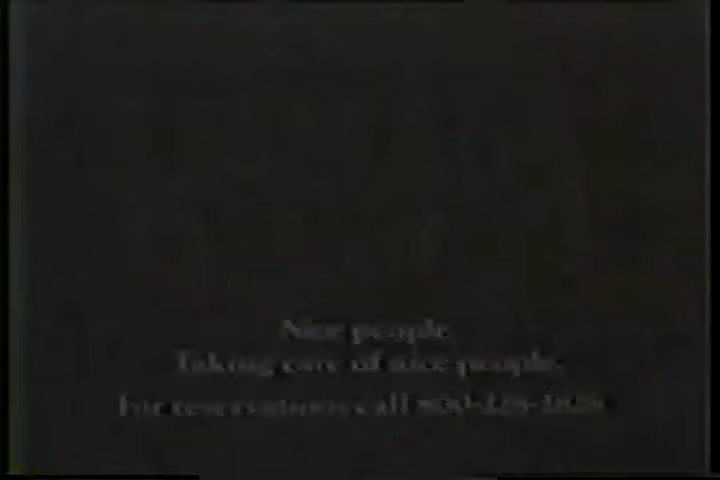 Nice people
Taking care of nice people.
For reservations call